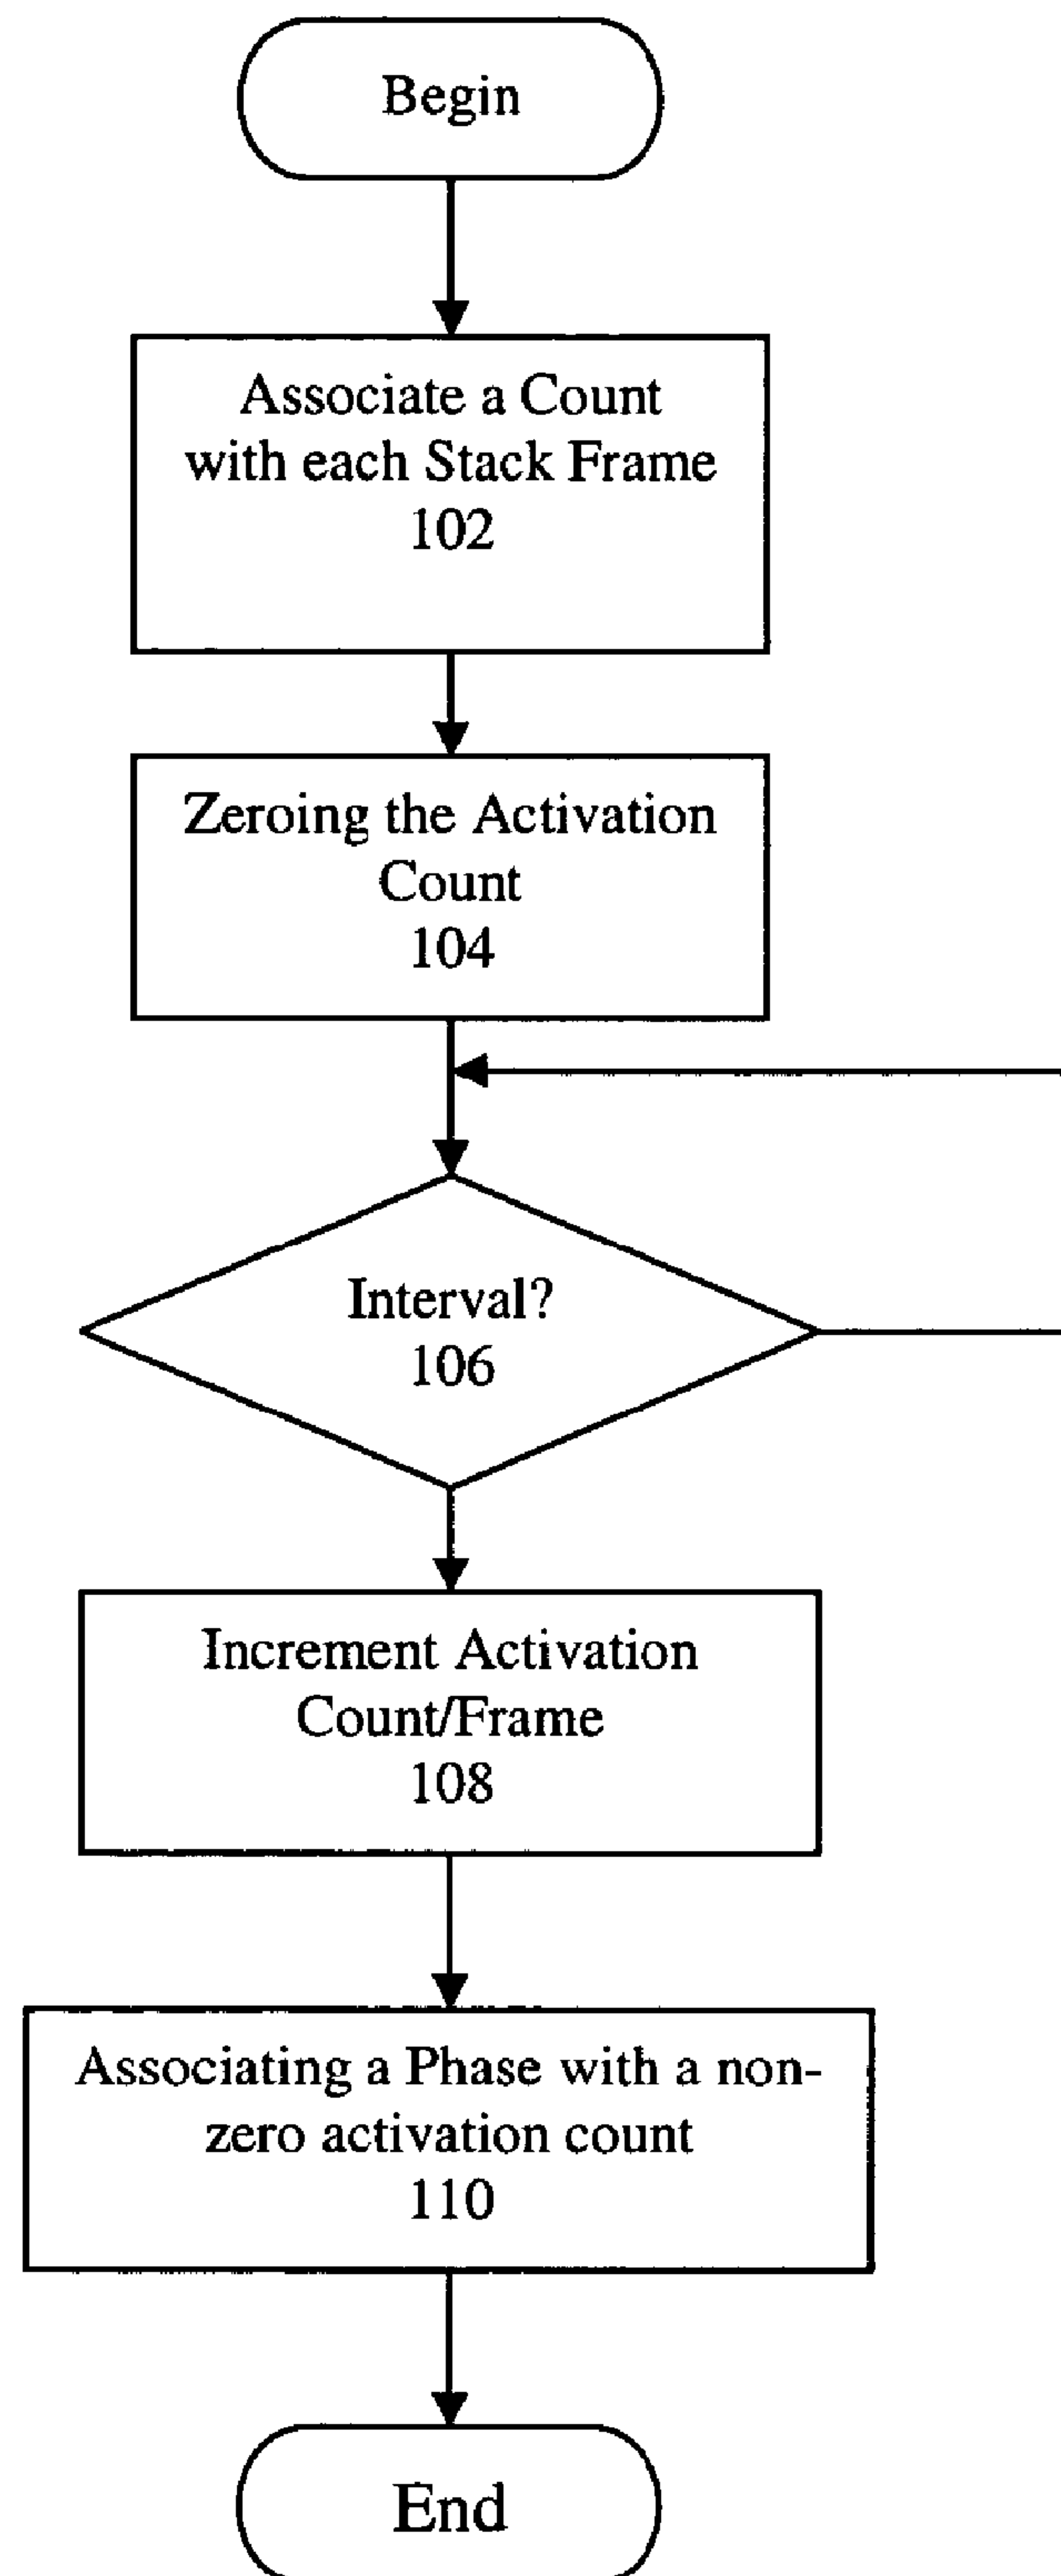 Begin
Associate a Count
with each Stack Frame
102
Zeroing the Activation
Count
104
Interval?
106
Increment Activation
Count/Frame
108
Associating a Phase with a non-
zero activation count
110
End